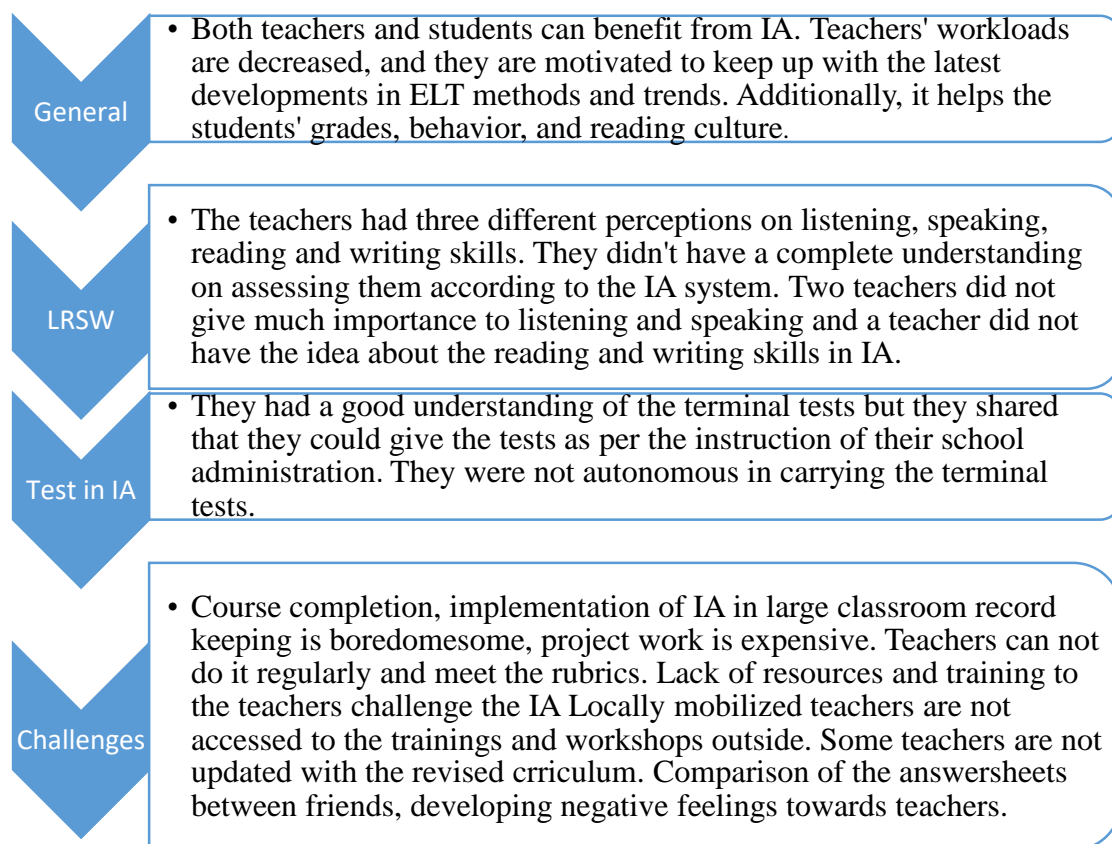 General
• Both teachers and students can benefit from IA. Teachers' workloads
are decreased, and they are motivated to keep up with the latest
developments in ELT methods and trends. Additionally, it helps the
students' grades, behavior, and reading culture.
LRSW
• The teachers had three different perceptions on listening, speaking,
reading and writing skills. They didn't have a complete understanding
on assessing them according to the IA system. Two teachers did not
give much importance to listening and speaking and a teacher did not
have the idea about the reading and writing skills in IA.
Test in IA
• They had a good understanding of the terminal tests but they shared
that they could give the tests as per the instruction of their school
administration. They were not autonomous in carrying the terminal
tests.
Challenges
• Course completion, implementation of IA in large classroom record
keeping is boredomesome, project work is expensive. Teachers can not
do it regularly and meet the rubrics. Lack of resources and training to
the teachers challenge the IA Locally mobilized teachers are not
accessed to the trainings and workshops outside. Some teachers are not
updated with the revised crriculum. Comparison of the answersheets
between friends, developing negative feelings towards teachers.